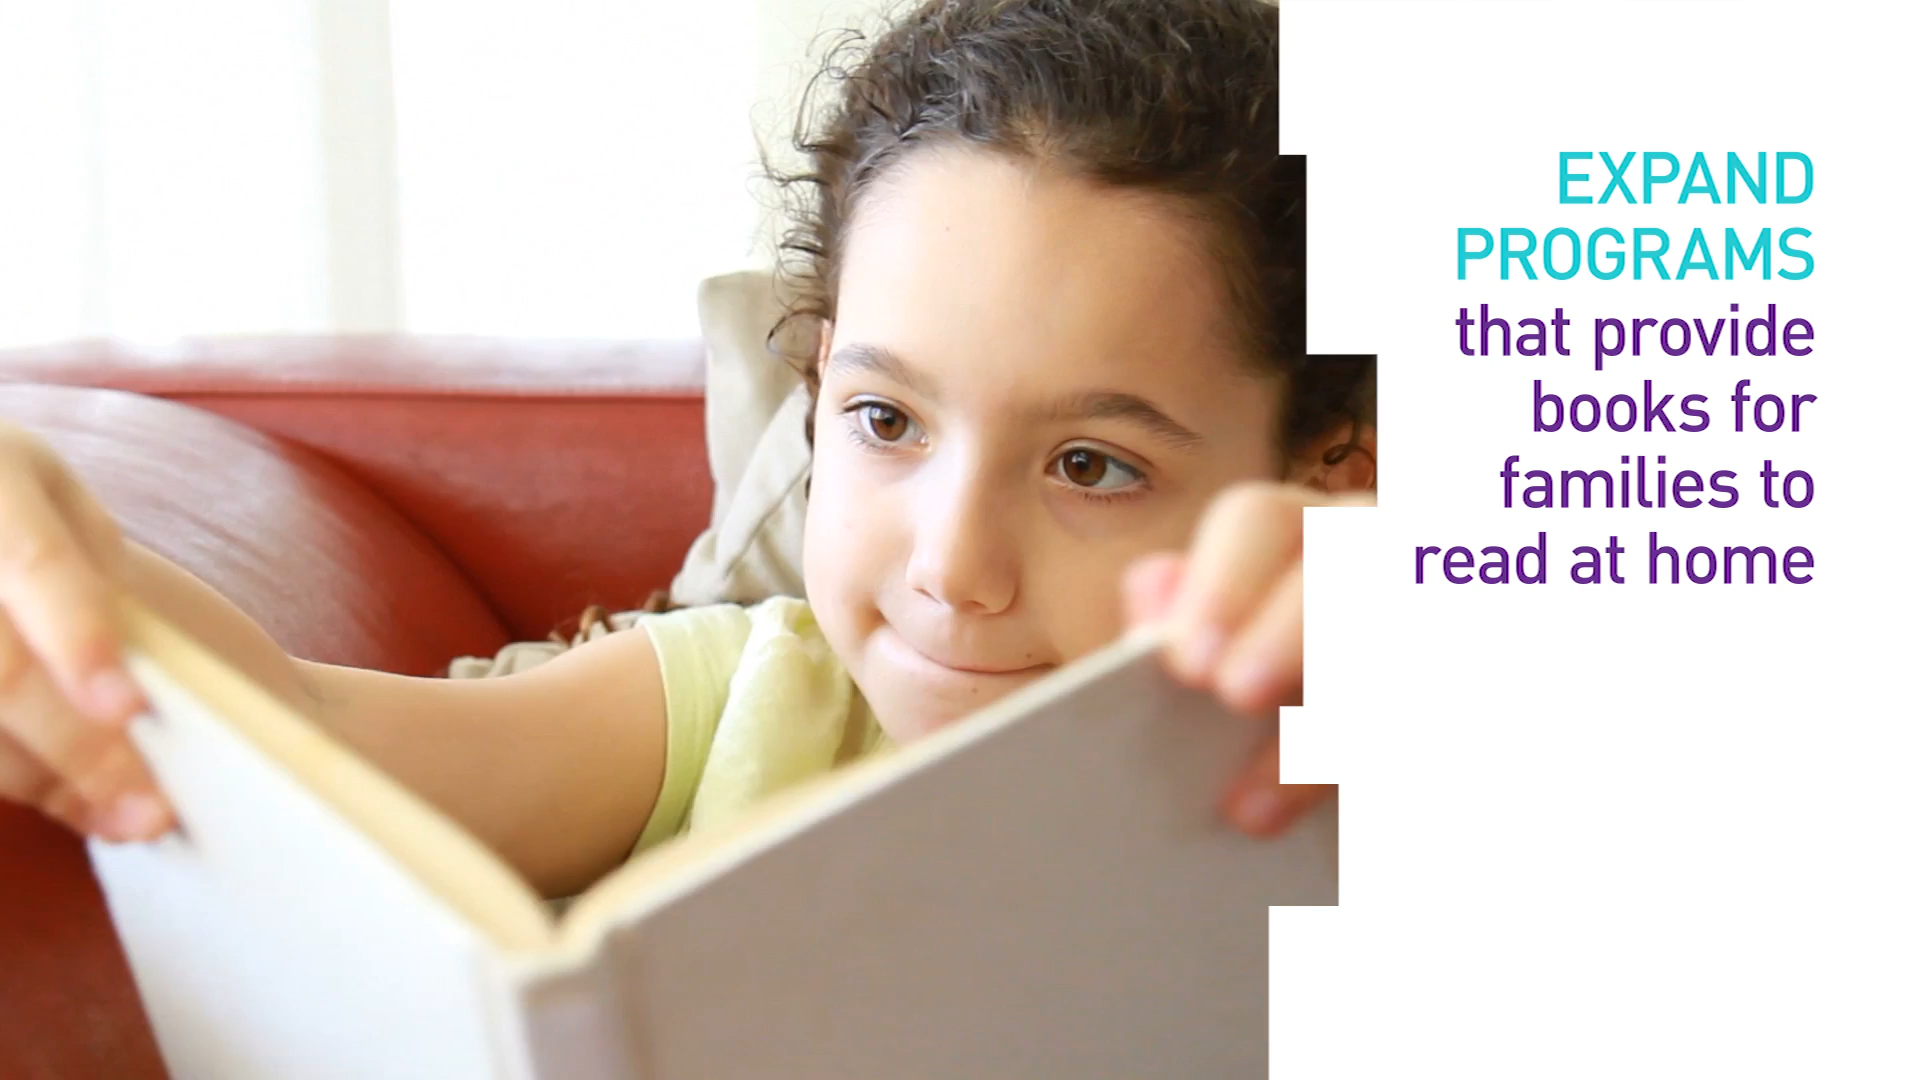 EXPAND
PROGRAMS
that provide
books for
families to
read at home